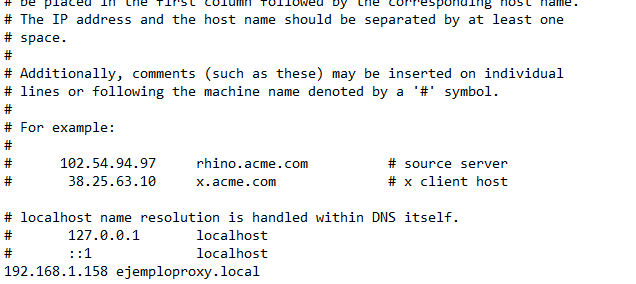 # be placed in the first column followed by the corresponding host name.
# The IP address and the host name should be separated by at least one
# space.
#
# Additionally, comments (such as these) may be inserted on individual
# lines or following the machine name denoted by a '#' symbol.
#
# For example:
#
#      102.54.94.97     rhino.acme.com          # source server
#       38.25.63.10     x.acme.com              # x client host

# localhost name resolution is handled within DNS itself.
#       127.0.0.1       localhost
#       ::1             localhost
192.168.1.158 ejemploproxy.local